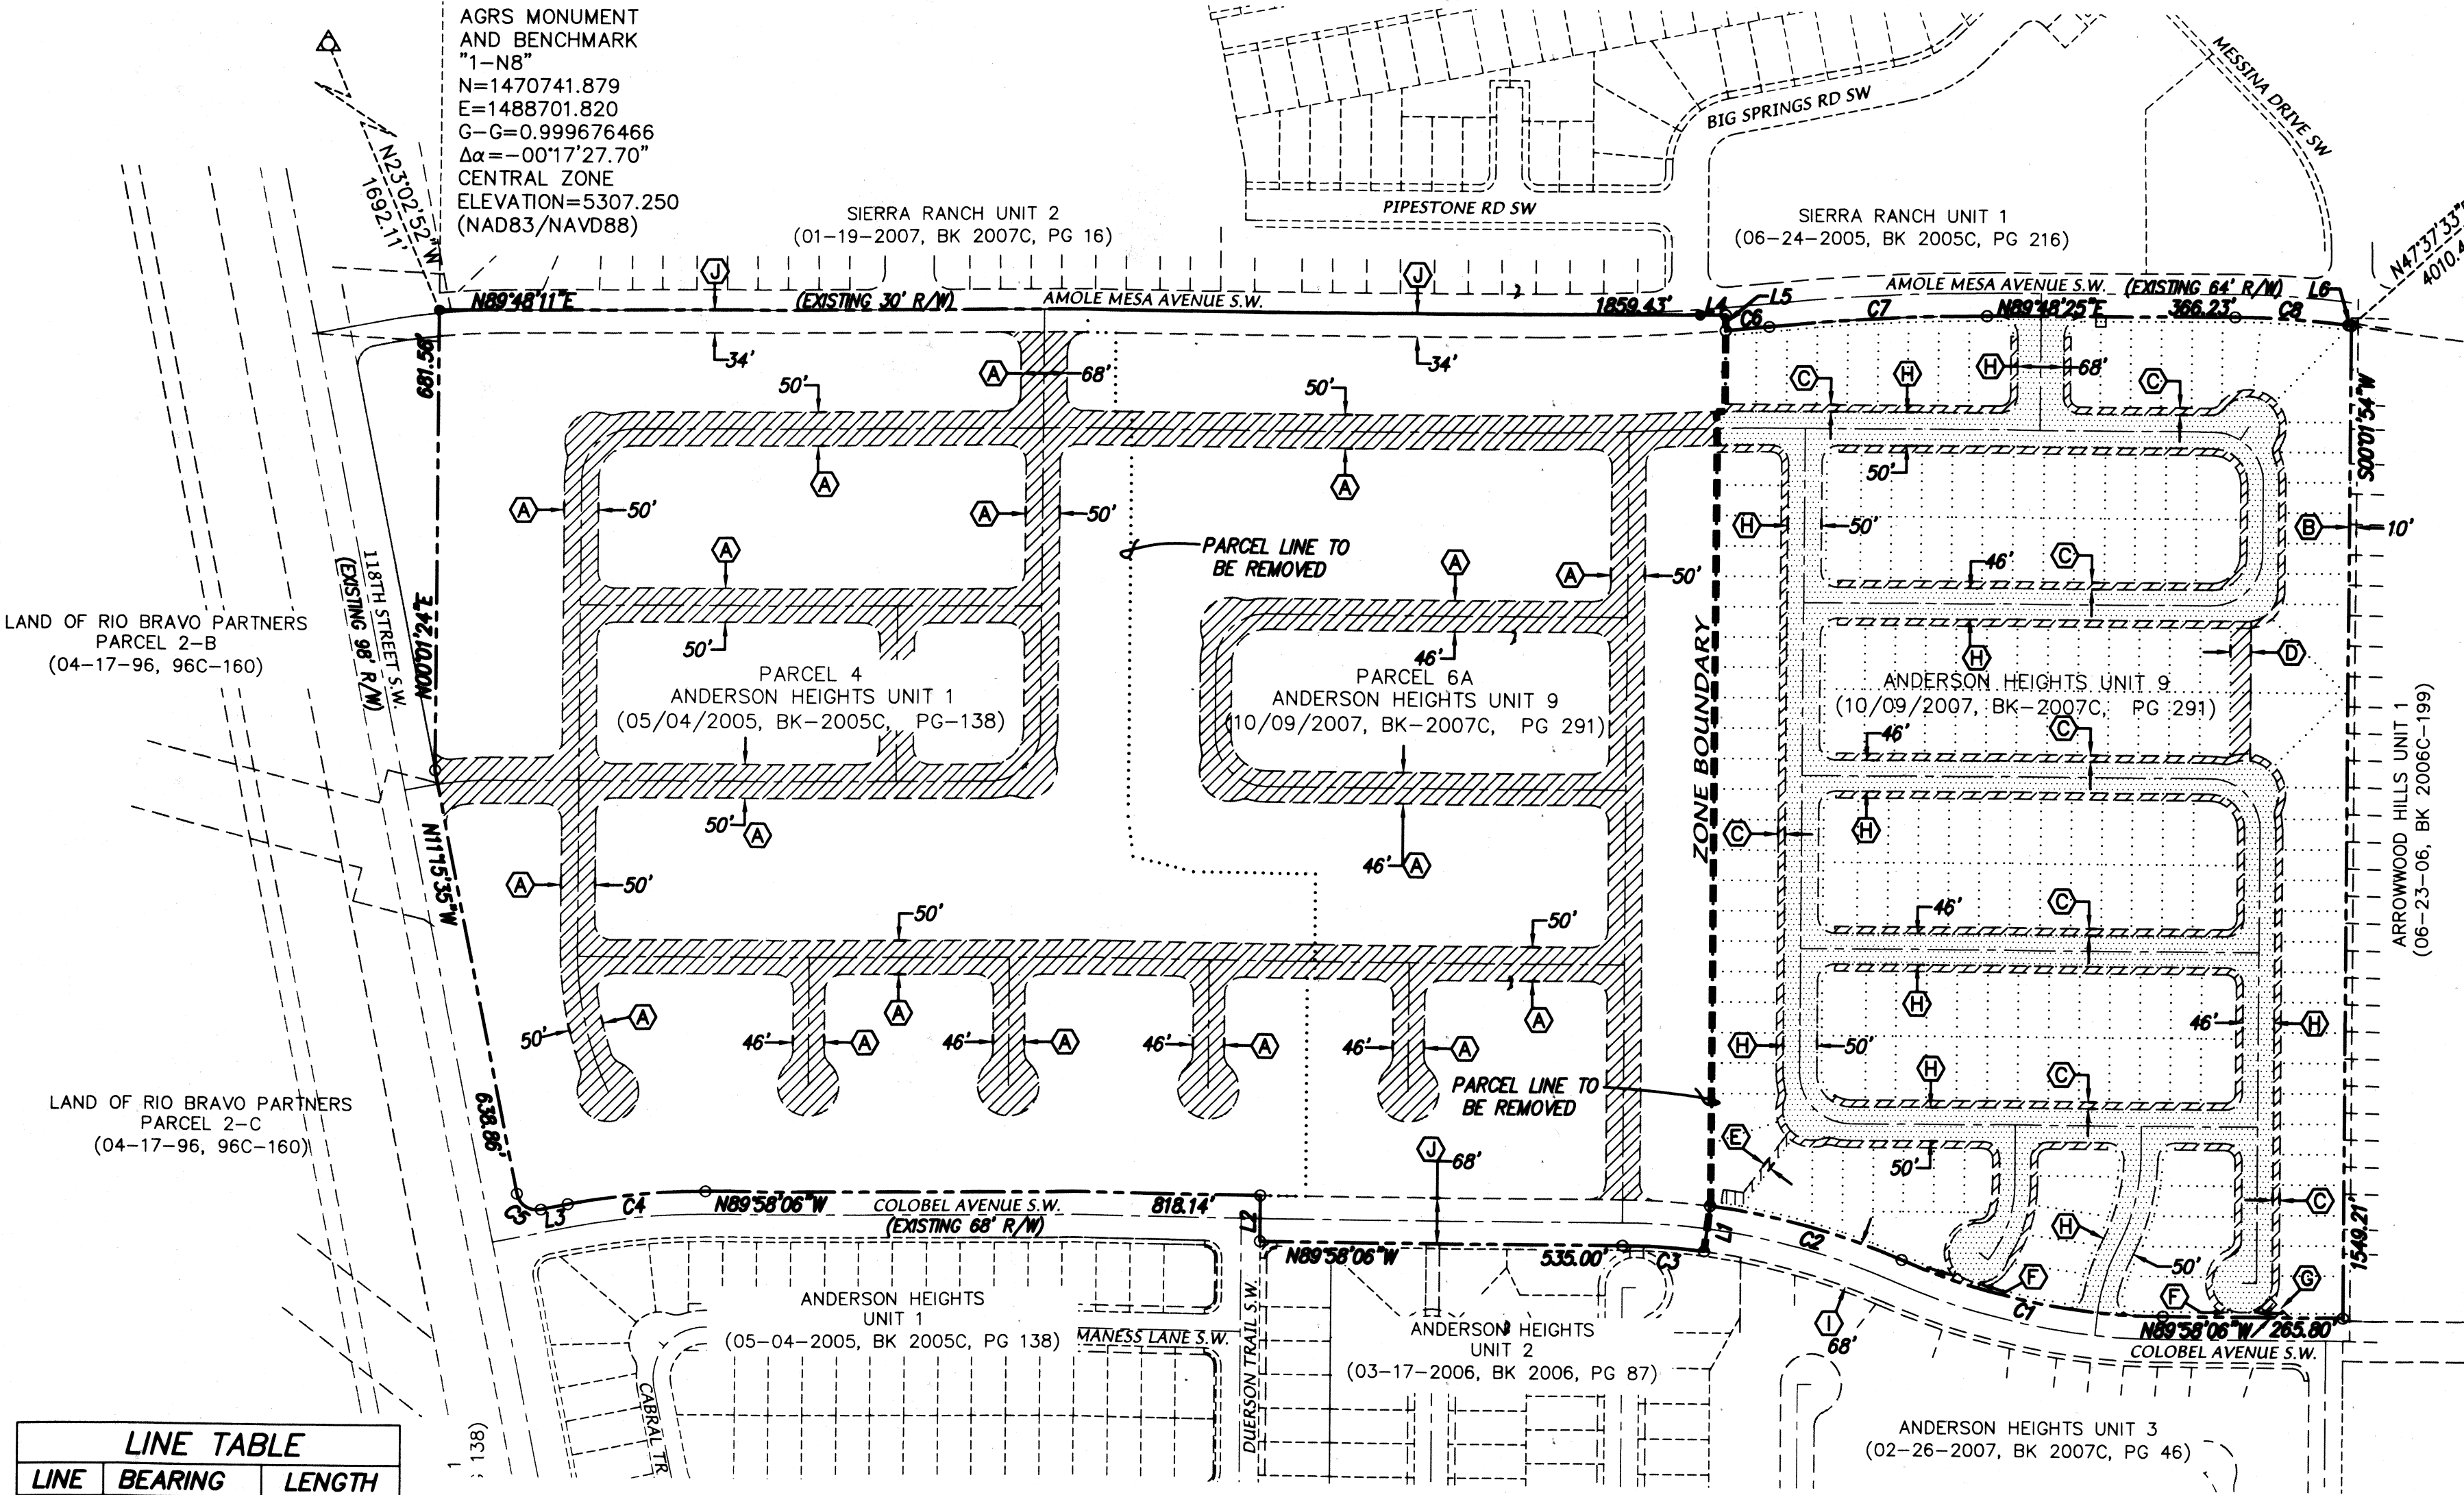 AGRS MONUMENT
AND BENCHMARK
"1-N8"
N=1470741.879
E=1488701.820
G-G=0.999676466
Δα=-00°17'27.70"
CENTRAL ZONE
ELEVATION=5307.250
(NAD83/NAVD88)
N23°02'52"W
1692.11'
SIERRA RANCH UNIT 2
(01-19-2007, BK 2007C, PG 16)
PIPESTONE RD SW
BIG SPRINGS RD SW
MESSINA DRIVE SW
SIERRA RANCH UNIT 1
(06-24-2005, BK 2005C, PG 216)
N47°37'33"
J
J
N89°48'11"E
(EXISTING 30' R/W)
AMOLE MESA AVENUE S.W.
1859.43'
L4
L5
C6
C7
AMOLE MESA AVENUE S.W.
(EXISTING 64' R/W)
L6
N89°48'25"E
366.23'
C8
34'
34'
681.56'
N00°01'24"E
118TH STREET S.W.
(EXISTING 98' R/W)
A
68'
50'
50'
A
A
A
50'
A
50'
A
50'
PARCEL LINE TO
BE REMOVED
A
A
50'
46'
PARCEL 4
ANDERSON HEIGHTS UNIT 1
(05/04/2005, BK-2005C, PG-138)
PARCEL 6A
ANDERSON HEIGHTS UNIT 9
(10/09/2007, BK-2007C, PG 291)
50'
A
46'
A
A
50'
50'
50'
A
A
50'
A
46'
A
46'
A
46'
A
46'
A
PARCEL LINE TO
BE REMOVED
ZONE BOUNDARY
C
H
H
68'
C
50'
H
50'
B
10'
S00°01'54"W
46'
C
H
D
ANDERSON HEIGHTS UNIT 9
(10/09/2007, BK-2007C, PG 291)
46'
C
C
H
46'
C
H
46'
H
H
50'
H
C
E
50'
C
H
50'
F
F
G
1549.21'
ARROWWOOD HILLS UNIT 1
(06-23-06, BK 2006C-199)
LAND OF RIO BRAVO PARTNERS
PARCEL 2-B
(04-17-96, 96C-160)
LAND OF RIO BRAVO PARTNERS
PARCEL 2-C
(04-17-96, 96C-160)
N11°15'35"W
638.86'
C5
L3
C4
N89°58'06"W
COLOBEL AVENUE S.W.
(EXISTING 68' R/W)
818.14'
L2
J
68'
N89°58'06"W
535.00'
C3
L1
C2
C1
I
68'
N89°58'06"W
265.80'
COLOBEL AVENUE S.W.
ANDERSON HEIGHTS
UNIT 1
(05-04-2005, BK 2005C, PG 138)
MANESS LANE S.W.
DUERSON TRAIL S.W.
CABRAL TR
ANDERSON HEIGHTS
UNIT 2
(03-17-2006, BK 2006, PG 87)
ANDERSON HEIGHTS UNIT 3
(02-26-2007, BK 2007C, PG 46)
138)
LINE TABLE
LINE BEARING LENGTH